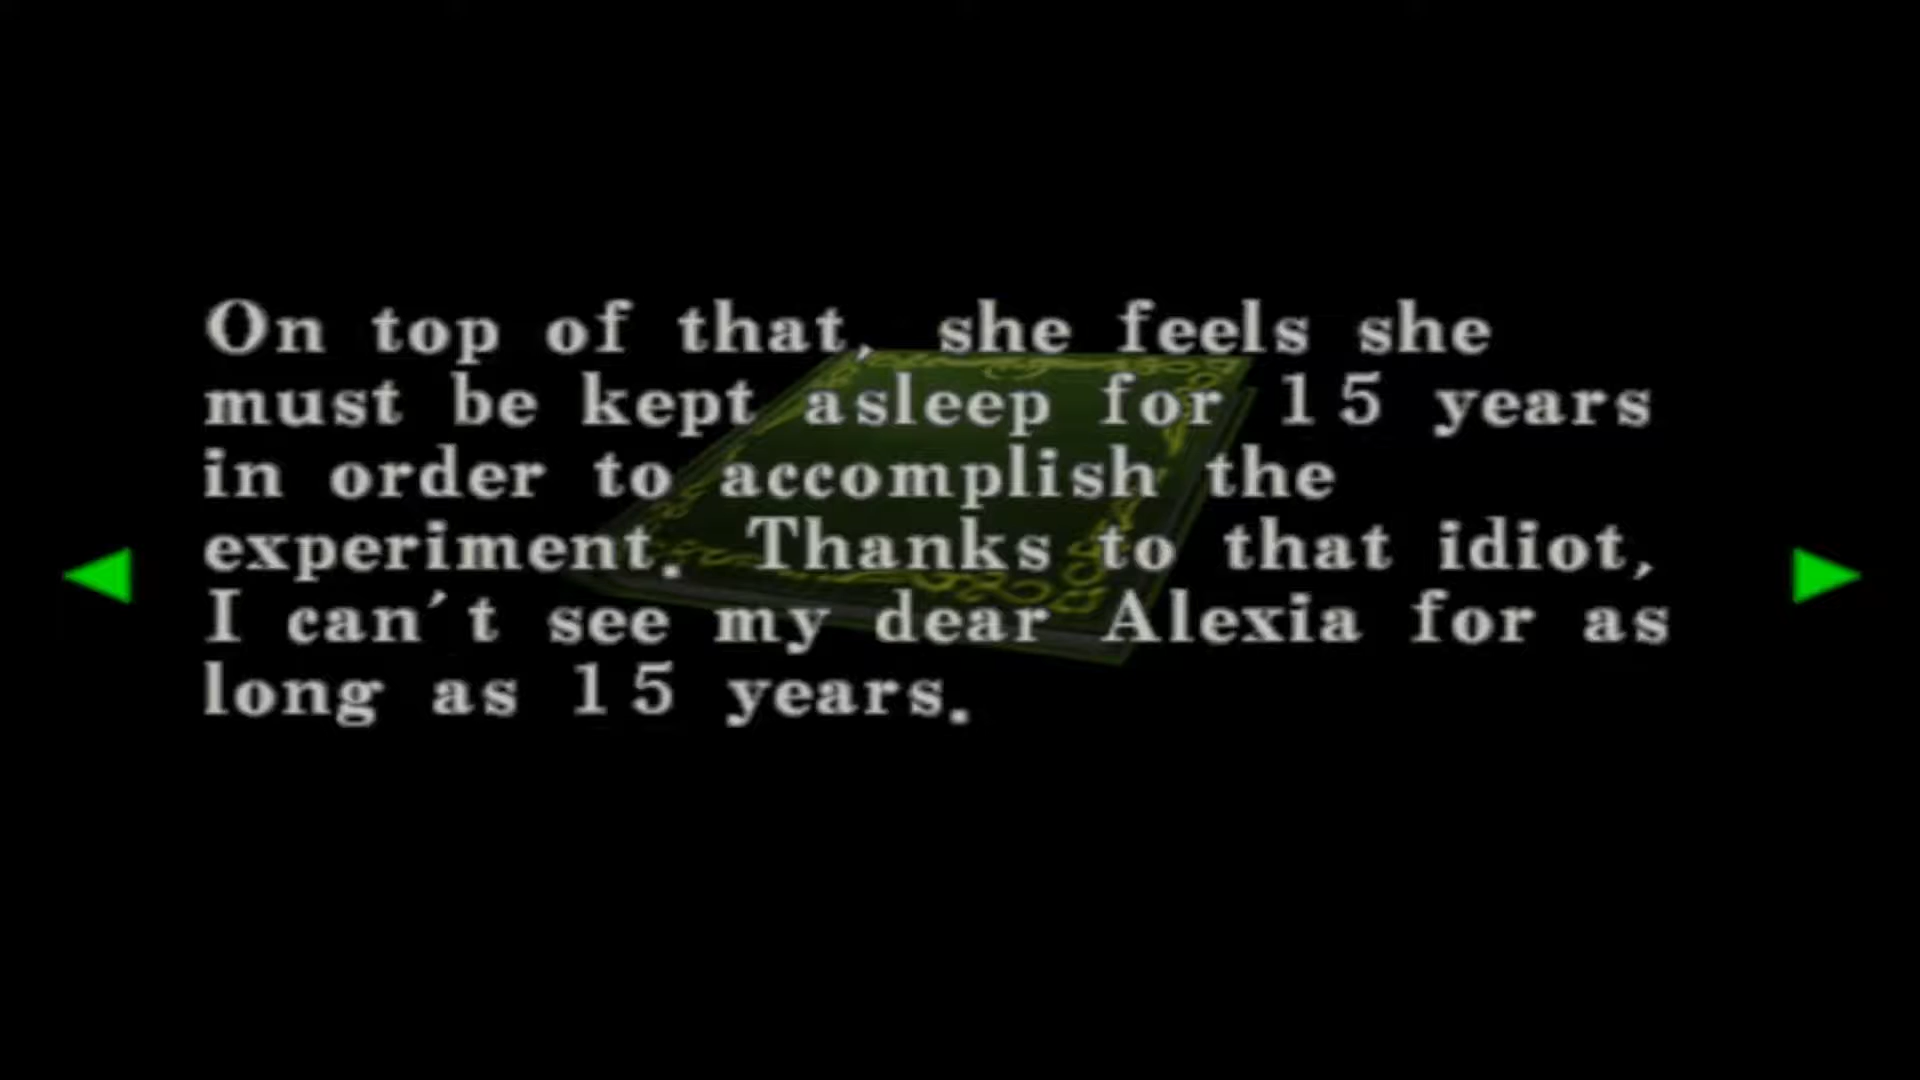 On top of that, she feels she
must be kept asleep for 15 years
in order to accomplish the
experiment. Thanks to that idiot,
I can't see my dear Alexia for as
long as 15 years.